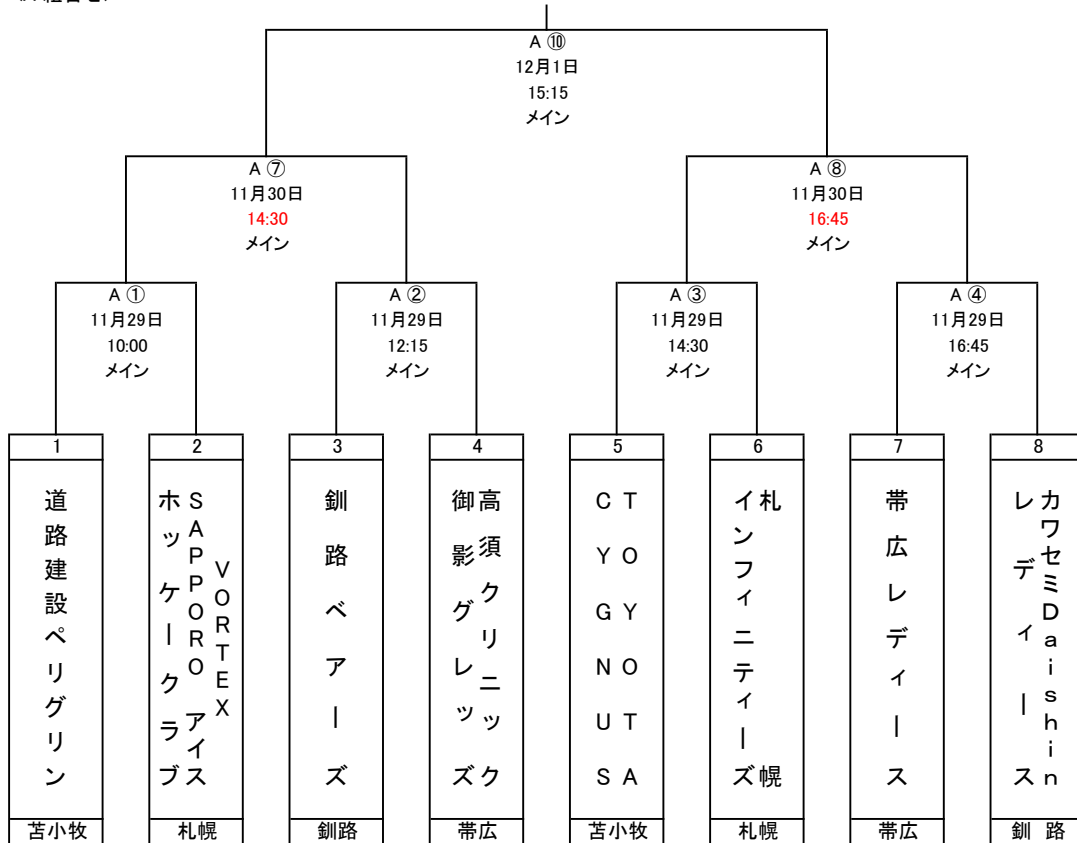 組合せ
A ⑩
12月1日
15:15
メイン
A ⑦
11月30日
14:30
メイン
A ⑧
11月30日
16:45
メイン
A ①
11月29日
10:00
メイン
A ②
11月29日
12:15
メイン
A ③
11月29日
14:30
メイン
A ④
11月29日
16:45
メイン
1
道路建設ペリグリン
苫小牧
2
VORTEX
SAPPORO アイス
ホッケークラブ
札幌
3
釧路ベアーズ
釧路
4
高須クリニック
御影グレッズ
帯広
5
TOYOTA
CYGNUS
苫小牧
6
札幌
インフィニティーズ
札幌
7
帯広レディース
帯広
8
カワセミDaishin
レディース
釧 路